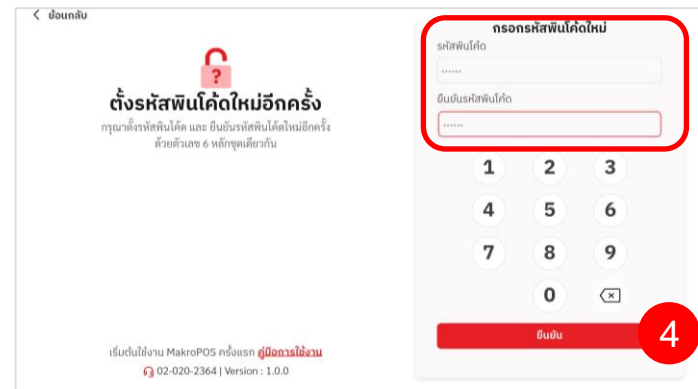 ย้อนกลับ
?
ตั้งรหัสพินโค้ดใหม่อีกครั้ง
กรุณาตั้งรหัสพินโค้ด และ ยืนยันรหัสพินโค้ดใหม่อีกครั้ง
ด้วยตัวเลข 6 หลักชุดเดียวกัน
เริ่มต้นใช้งาน MakroPOS ครั้งแรก คู่มือการใช้งาน
02-020-2364 | Version : 1.0.0
กรอกรหัสพินโค้ดใหม่
รหัสพินโค้ด
......
ยืนยันรหัสพินโค้ด
......
1 2 3
4 5 6
7 8 9
0
ยืนยัน
4